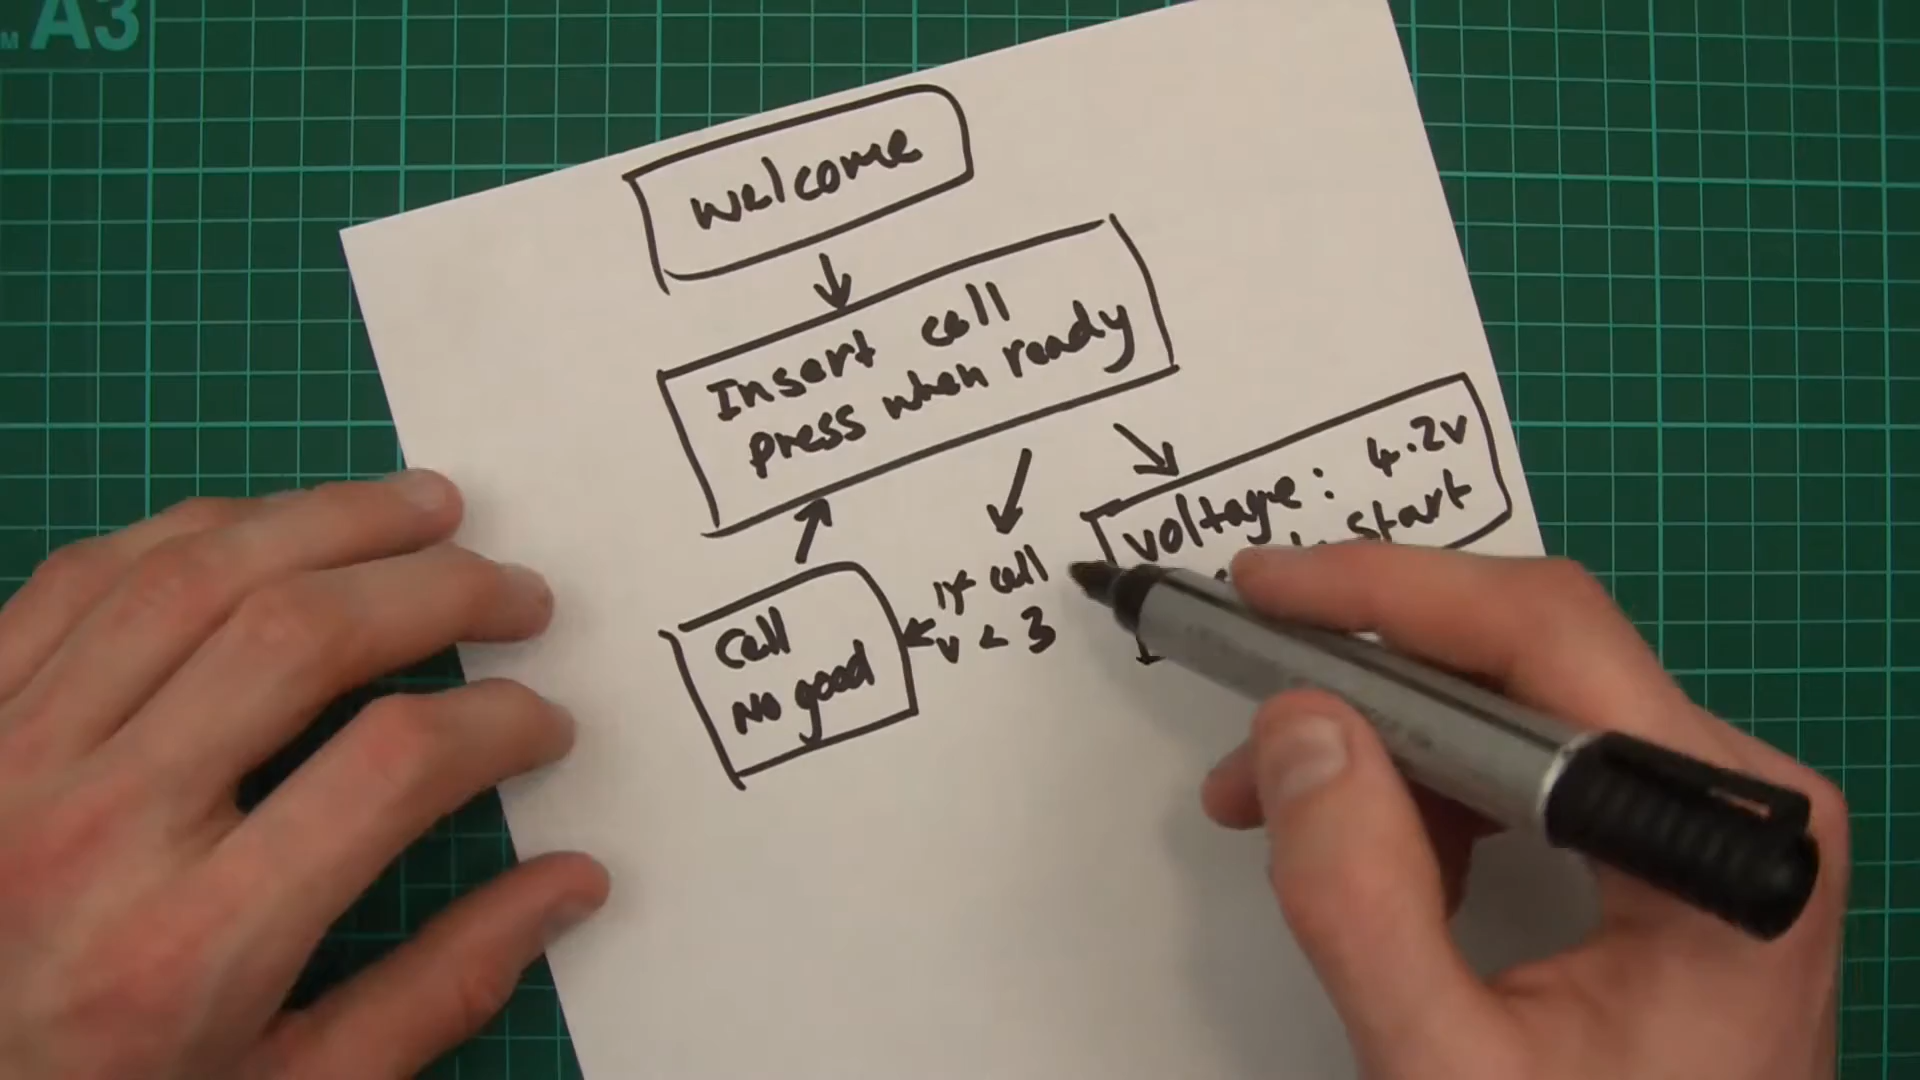 A3
welcome
Insert cell
press when ready
voltage: 4.2v
start
if cell
v < 3
cell
No good